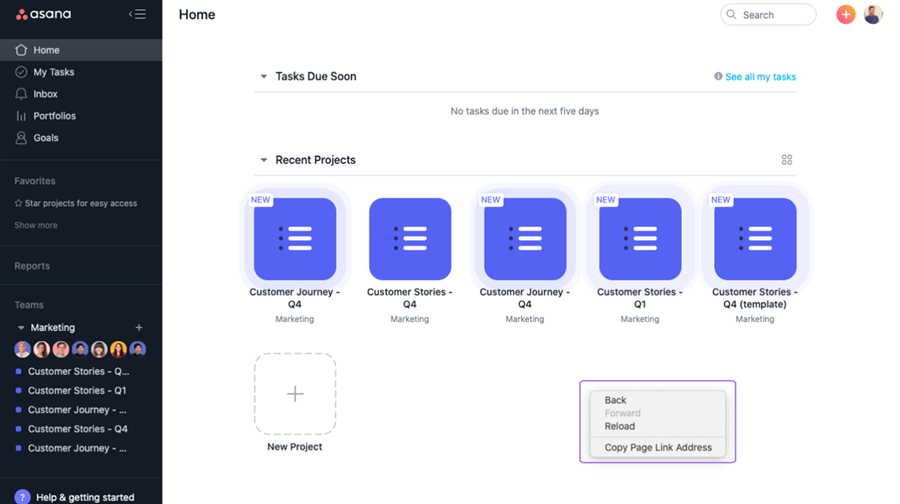 asana
Home
My Tasks
Inbox
Portfolios
Goals
Favorites
Star projects for easy access
Show more
Reports
Teams
Marketing
+
Customer Stories - Q...
Customer Stories - Q1
Customer Journey - ...
Customer Stories - Q4
Customer Journey - ...
? Help & getting started
Home
Search
+
Tasks Due Soon
See all my tasks
No tasks due in the next five days
Recent Projects
NEW
Customer Journey -
Q4
Marketing
Customer Stories -
Q4
Marketing
NEW
Customer Journey -
Q4
Marketing
NEW
Customer Stories -
Q1
Marketing
NEW
Customer Stories -
Q4 (template)
Marketing
+
New Project
Back
Forward
Reload
Copy Page Link Address